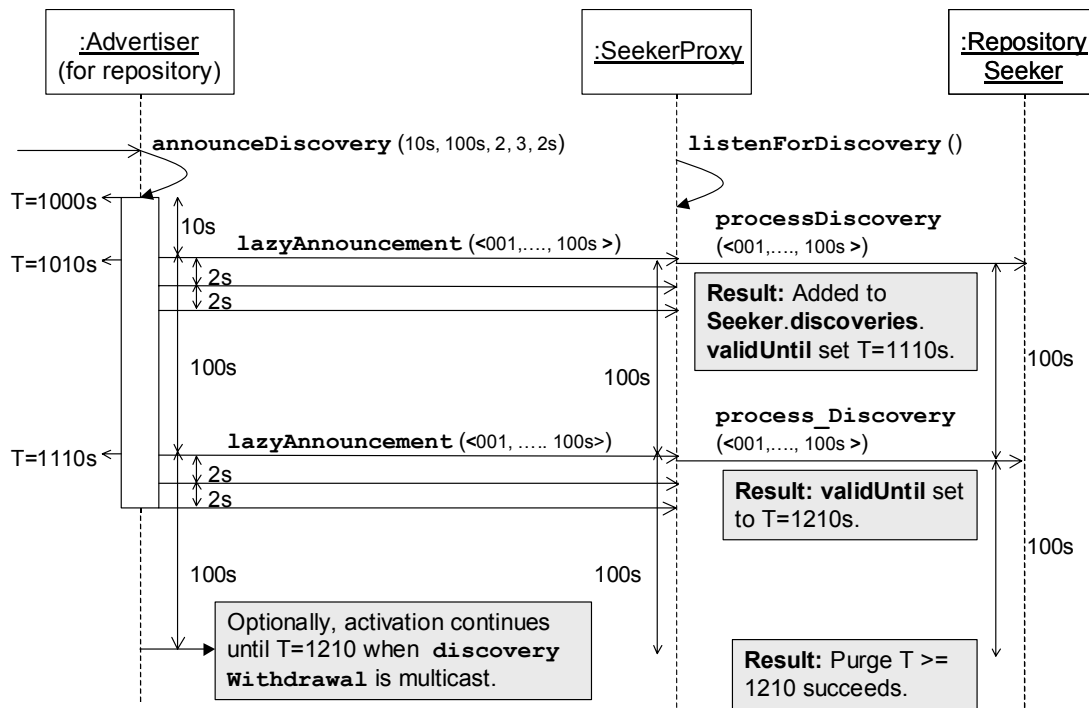 :Advertiser
(for repository)
:SeekerProxy
:Repository
Seeker
announceDiscovery (10s, 100s, 2, 3, 2s)
listenForDiscovery ()
T=1000s
10s
processDiscovery
(<001,...., 100s >)
lazyAnnouncement (<001,...., 100s >)
T=1010s
2s
2s
Result: Added to
Seeker.discoveries.
validUntil set T=1110s.
100s
100s
100s
process_Discovery
(<001,...., 100s >)
lazyAnnouncement (<001, ..... 100s>)
T=1110s
2s
2s
Result: validUntil set
to T=1210s.
100s
100s
100s
Optionally, activation continues
until T=1210 when discovery
Withdrawal is multicast.
Result: Purge T >=
1210 succeeds.